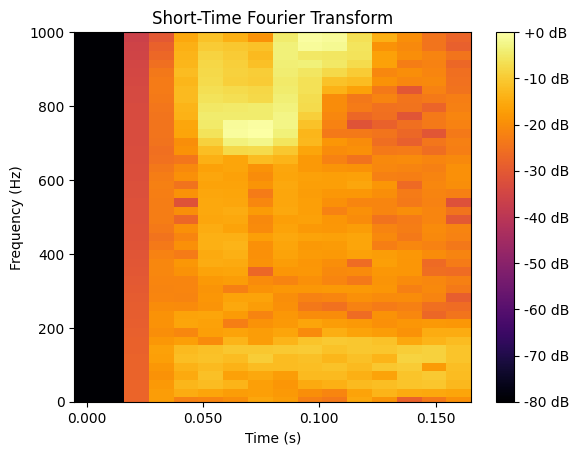 Short-Time Fourier Transform
1000
800
600
400
200
0
Frequency (Hz)
0.000
0.050
0.100
0.150
Time (s)
+0 dB
-10 dB
-20 dB
-30 dB
-40 dB
-50 dB
-60 dB
-70 dB
-80 dB